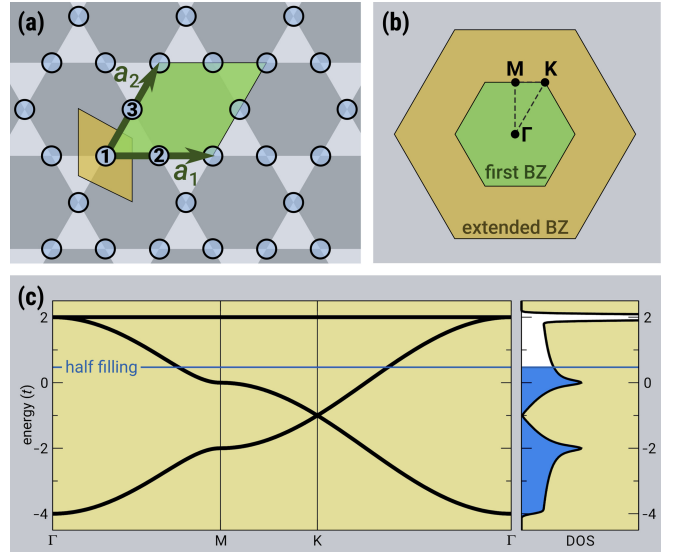 (a)
a₂
3
1
2
a₁
(b)
M K
Γ
first BZ
extended BZ
(c)
energy (t)
2
0
−2
−4
half filling
Γ M K Γ
2
0
−2
−4
DOS